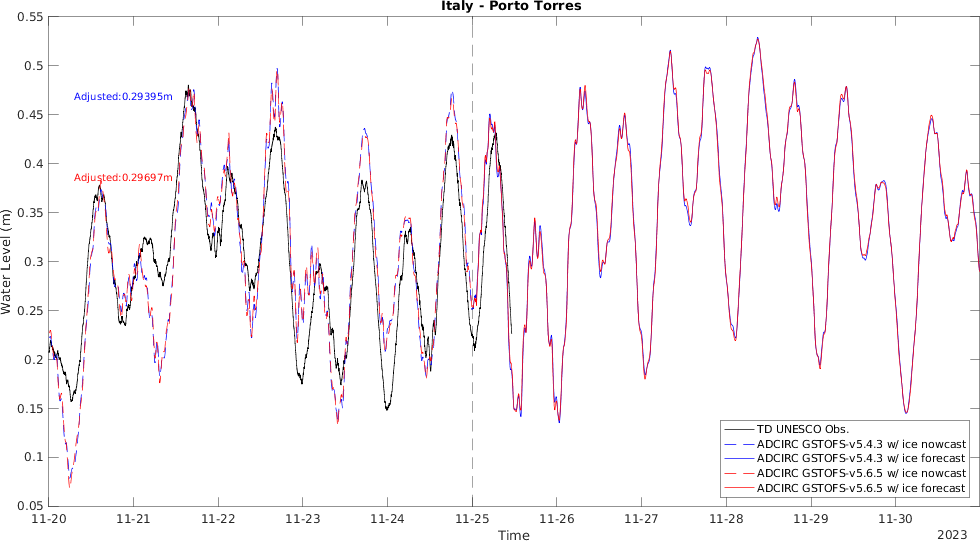 Italy - Porto Torres
0.55
0.5
0.45
0.4
0.35
0.3
0.25
0.2
0.15
0.1
0.05
Water Level (m)
Adjusted:0.29395m
Adjusted:0.29697m
TD UNESCO Obs.
ADCIRC GSTOFS-v5.4.3 w/ ice nowcast
ADCIRC GSTOFS-v5.4.3 w/ ice forecast
ADCIRC GSTOFS-v5.6.5 w/ ice nowcast
ADCIRC GSTOFS-v5.6.5 w/ ice forecast
11-20 11-21 11-22 11-23 11-24 11-25 11-26 11-27 11-28 11-29 11-30
Time
2023